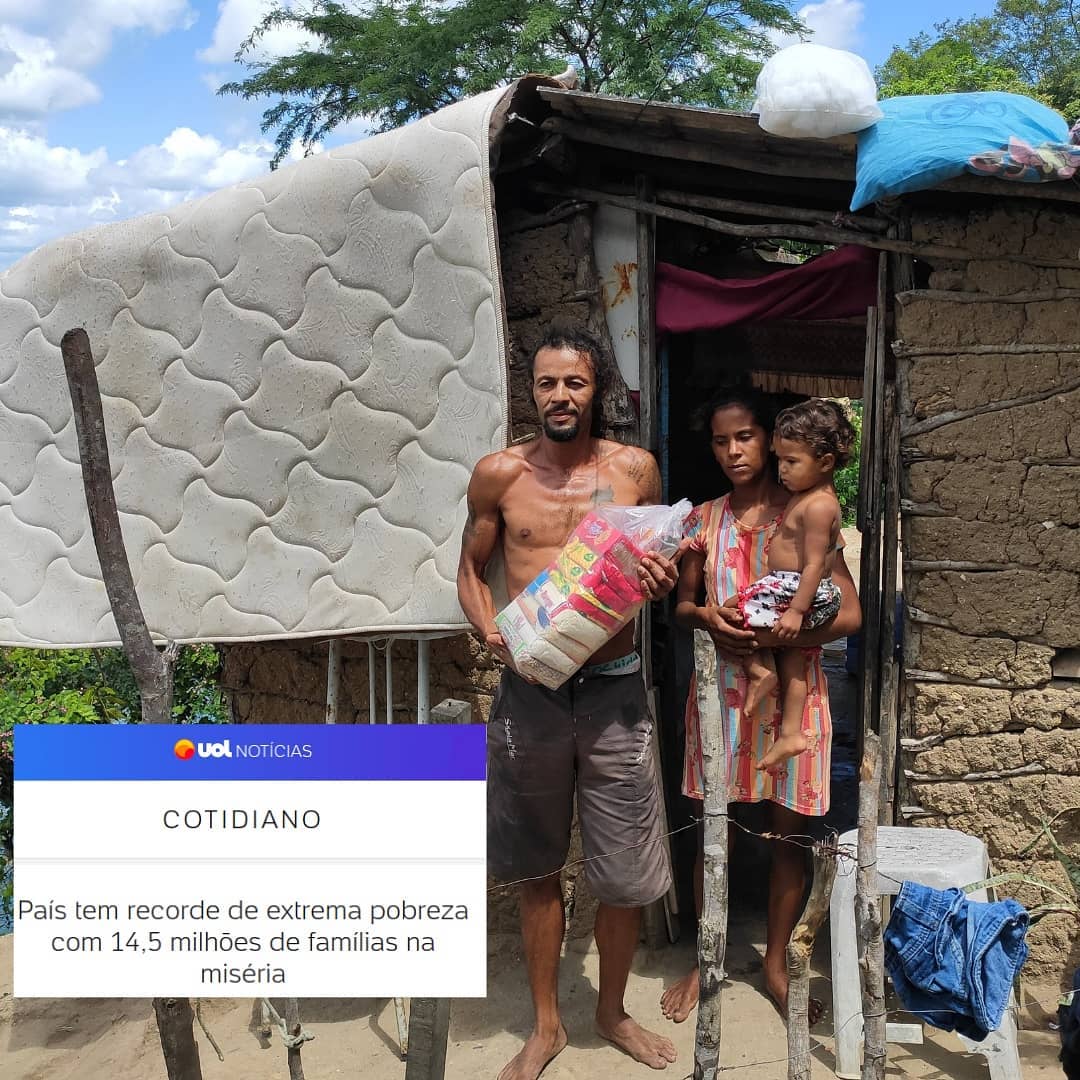 uol NOTÍCIAS
COTIDIANO
País tem recorde de extrema pobreza
com 14,5 milhões de famílias na
miséria